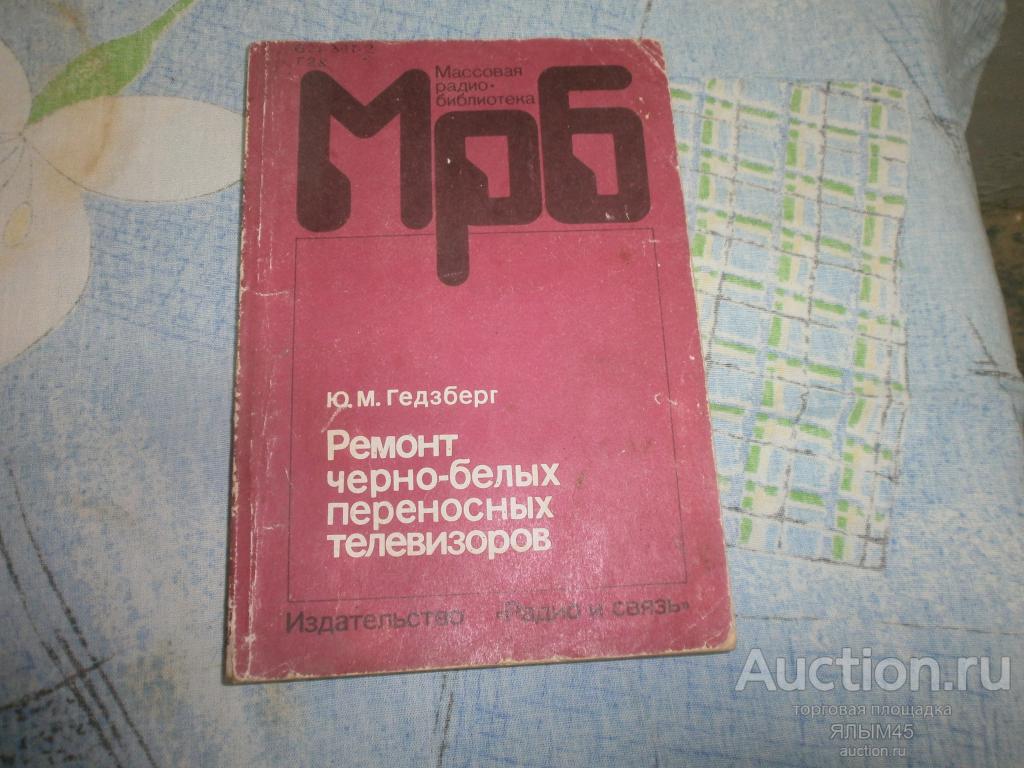 Массовая
радио-
библиотека
Мрб
Ю. М. Гедзберг
Ремонт
черно-белых
переносных
телевизоров
Издательство «Радио и связь»
Auction.ru
торговая площадка
ЯЛЫМ45
auction.ru